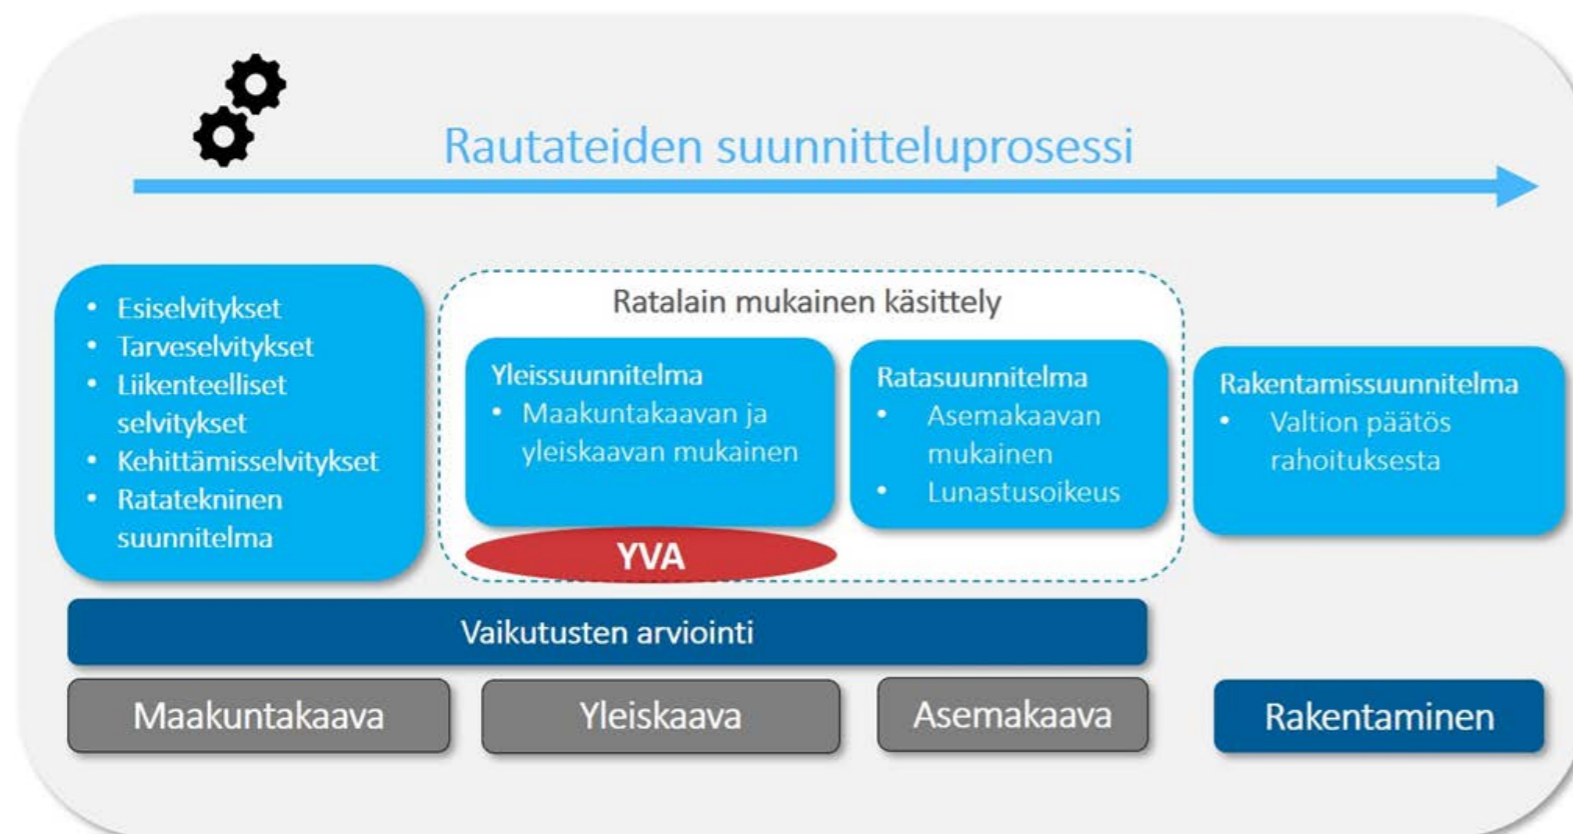 Rautateiden suunnitteluprosessi
• Esiselvitykset
• Tarveselvitykset
• Liikenteelliset
selvitykset
• Kehittämisselvitykset
• Ratatekninen
suunnitelma
Ratalain mukainen käsittely
Yleissuunnitelma
• Maakuntakaavan ja
yleiskaavan mukainen
YVA
Ratasuunnitelma
• Asemakaavan
mukainen
• Lunastusoikeus
Rakentamissuunnitelma
• Valtion päätös
rahoituksesta
Vaikutusten arviointi
Maakuntakaava
Yleiskaava
Asemakaava
Rakentaminen